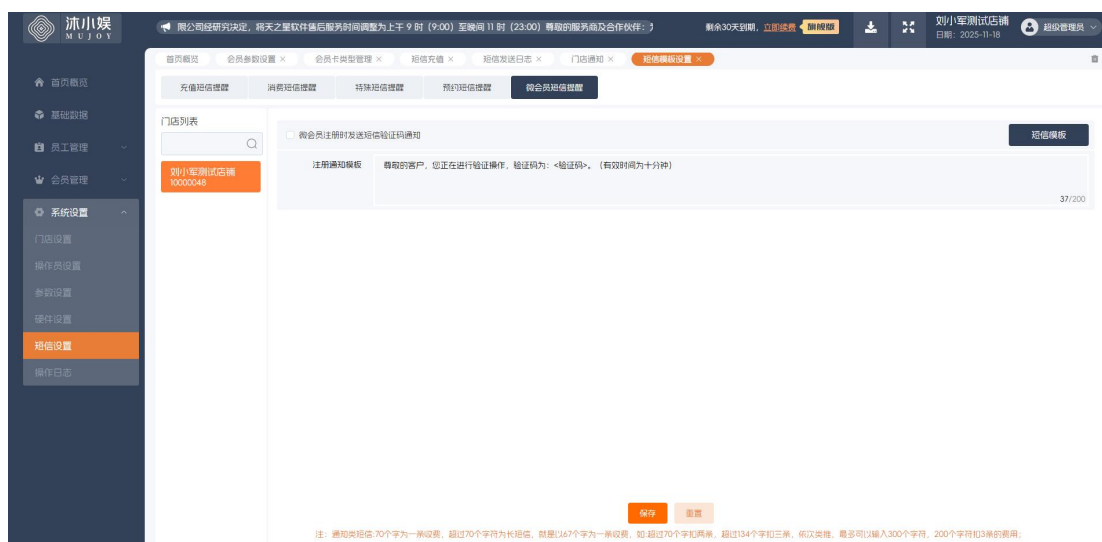 沐小娱
MUJOY
限公司经研究决定，将天之星软件售后服务时间调整为上午 9 时 (9:00) 至晚间 11 时 (23:00) 尊敬的服务商及合作伙伴：
剩余30天到期，立即续费 旗舰版
刘小军测试店铺
日期：2025-11-18
超级管理员
首页概览 会员参数设置 × 会员卡类型管理 × 短信充值 × 短信发送日志 × 门店通知 × 短信模板设置 ×
首页概览
基础数据
员工管理
会员管理
系统设置
门店设置
操作员设置
参数设置
硬件设置
短信设置
操作日志
充值短信提醒 消费短信提醒 特殊短信提醒 预约短信提醒 微会员短信提醒
门店列表
刘小军测试店铺
10000048
微会员注册时发送短信验证码通知
短信模板
注册通知模板
尊敬的客户，您正在进行验证操作，验证码为：<验证码>。（有效时间为十分钟）
37/200
保存 重置
注：通知类短信:70个字为一条收费，超过70个字符为长短信，就是以67个字为一条收费，如:超过70个字扣两条，超过134个字扣三条，依次类推，最多可以输入300个字符，200个字符扣3条的费用；